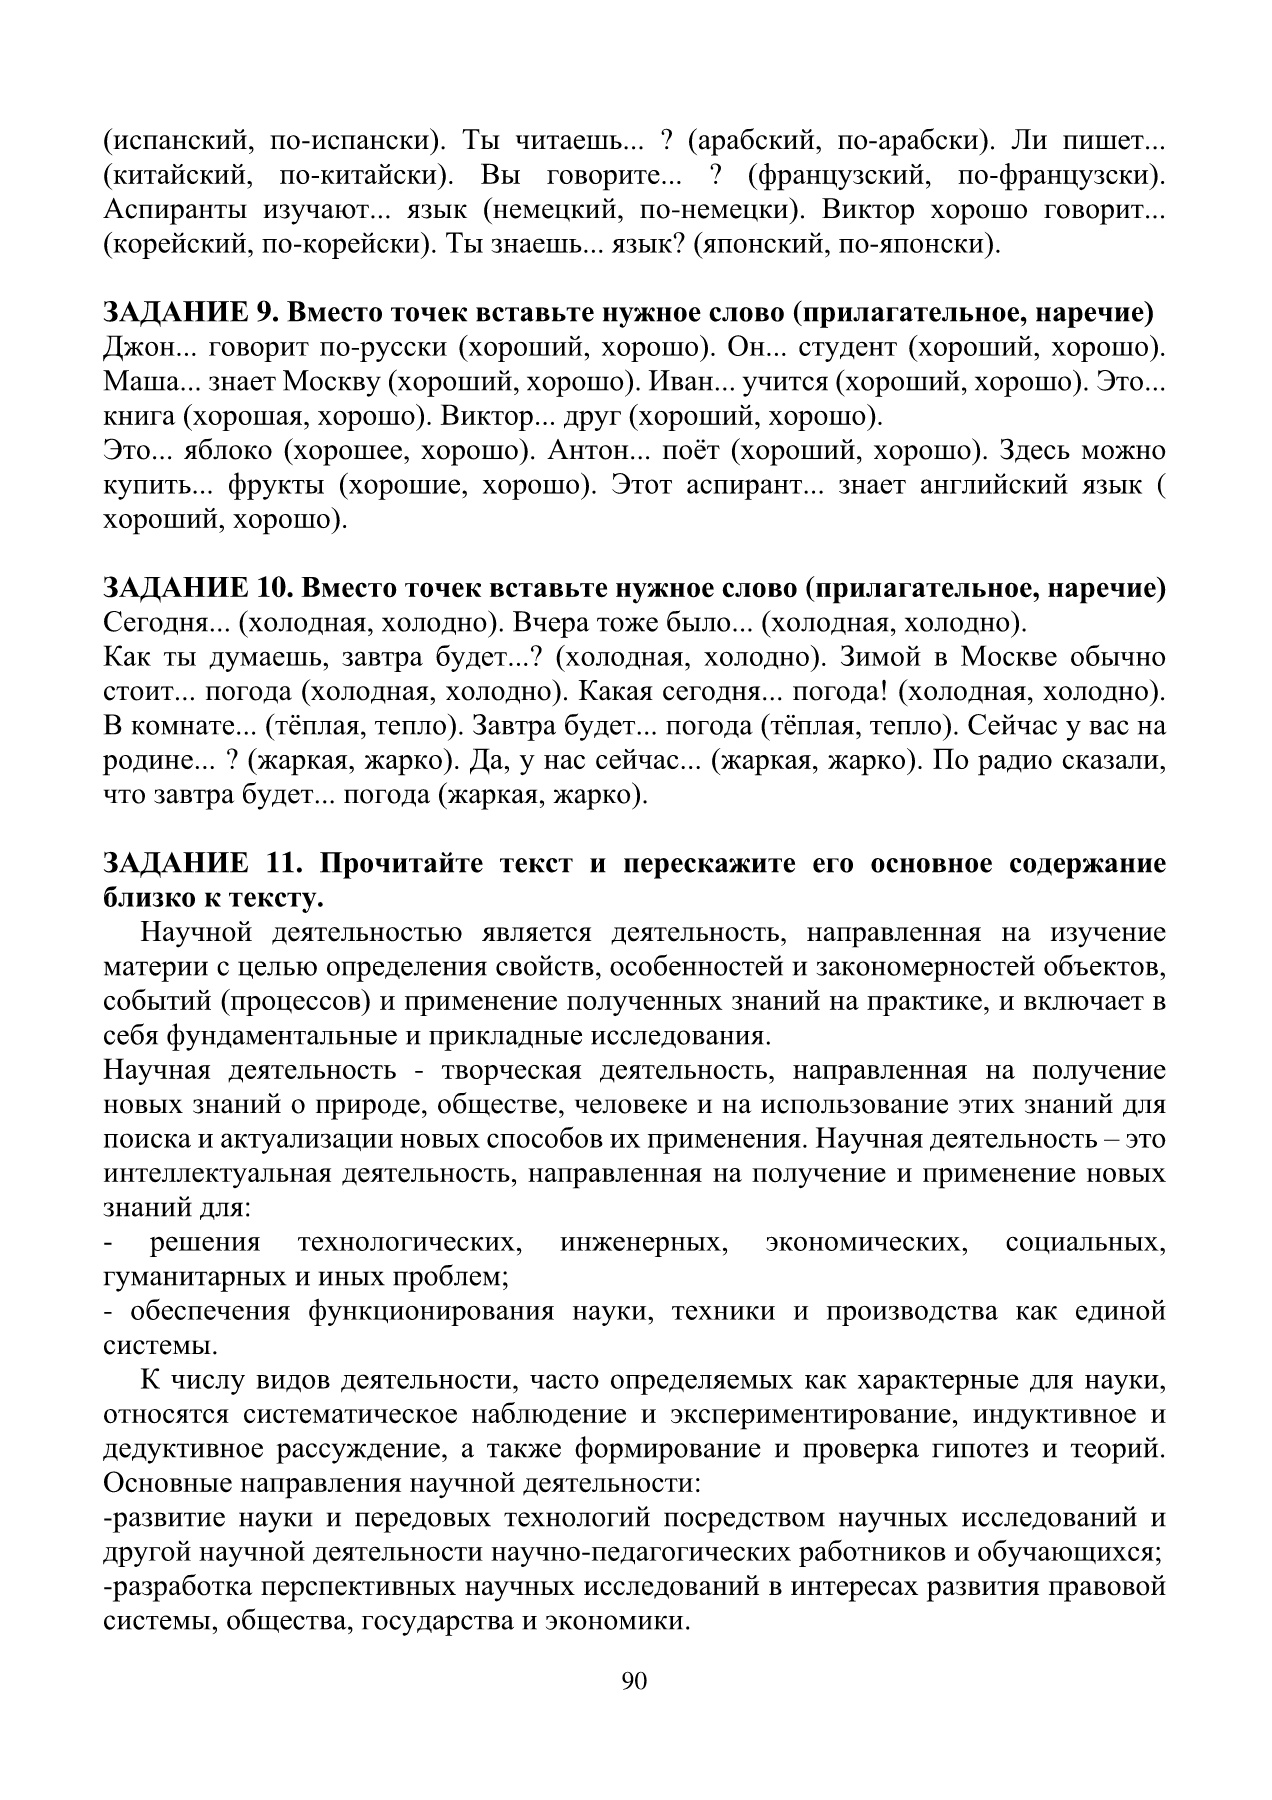 (испанский, по-испански). Ты читаешь... ? (арабский, по-арабски). Ли пишет...
(китайский, по-китайски). Вы говорите... ? (французский, по-французски).
Аспиранты изучают... язык (немецкий, по-немецки). Виктор хорошо говорит...
(корейский, по-корейски). Ты знаешь... язык? (японский, по-японски).
ЗАДАНИЕ 9. Вместо точек вставьте нужное слово (прилагательное, наречие)
Джон... говорит по-русски (хороший, хорошо). Он... студент (хороший, хорошо).
Маша... знает Москву (хороший, хорошо). Иван... учится (хороший, хорошо). Это...
книга (хорошая, хорошо). Виктор... друг (хороший, хорошо).
Это... яблоко (хорошее, хорошо). Антон... поёт (хороший, хорошо). Здесь можно
купить... фрукты (хорошие, хорошо). Этот аспирант... знает английский язык (
хороший, хорошо).
ЗАДАНИЕ 10. Вместо точек вставьте нужное слово (прилагательное, наречие)
Сегодня... (холодная, холодно). Вчера тоже было... (холодная, холодно).
Как ты думаешь, завтра будет...? (холодная, холодно). Зимой в Москве обычно
стоит... погода (холодная, холодно). Какая сегодня... погода! (холодная, холодно).
В комнате... (тёплая, тепло). Завтра будет... погода (тёплая, тепло). Сейчас у вас на
родине... ? (жаркая, жарко). Да, у нас сейчас... (жаркая, жарко). По радио сказали,
что завтра будет... погода (жаркая, жарко).
ЗАДАНИЕ 11. Прочитайте текст и перескажите его основное содержание
близко к тексту.
Научной деятельностью является деятельность, направленная на изучение
материи с целью определения свойств, особенностей и закономерностей объектов,
событий (процессов) и применение полученных знаний на практике, и включает в
себя фундаментальные и прикладные исследования.
Научная деятельность - творческая деятельность, направленная на получение
новых знаний о природе, обществе, человеке и на использование этих знаний для
поиска и актуализации новых способов их применения. Научная деятельность – это
интеллектуальная деятельность, направленная на получение и применение новых
знаний для:
- решения технологических, инженерных, экономических, социальных,
гуманитарных и иных проблем;
- обеспечения функционирования науки, техники и производства как единой
системы.
К числу видов деятельности, часто определяемых как характерные для науки,
относятся систематическое наблюдение и экспериментирование, индуктивное и
дедуктивное рассуждение, а также формирование и проверка гипотез и теорий.
Основные направления научной деятельности:
-развитие науки и передовых технологий посредством научных исследований и
другой научной деятельности научно-педагогических работников и обучающихся;
-разработка перспективных научных исследований в интересах развития правовой
системы, общества, государства и экономики.
90